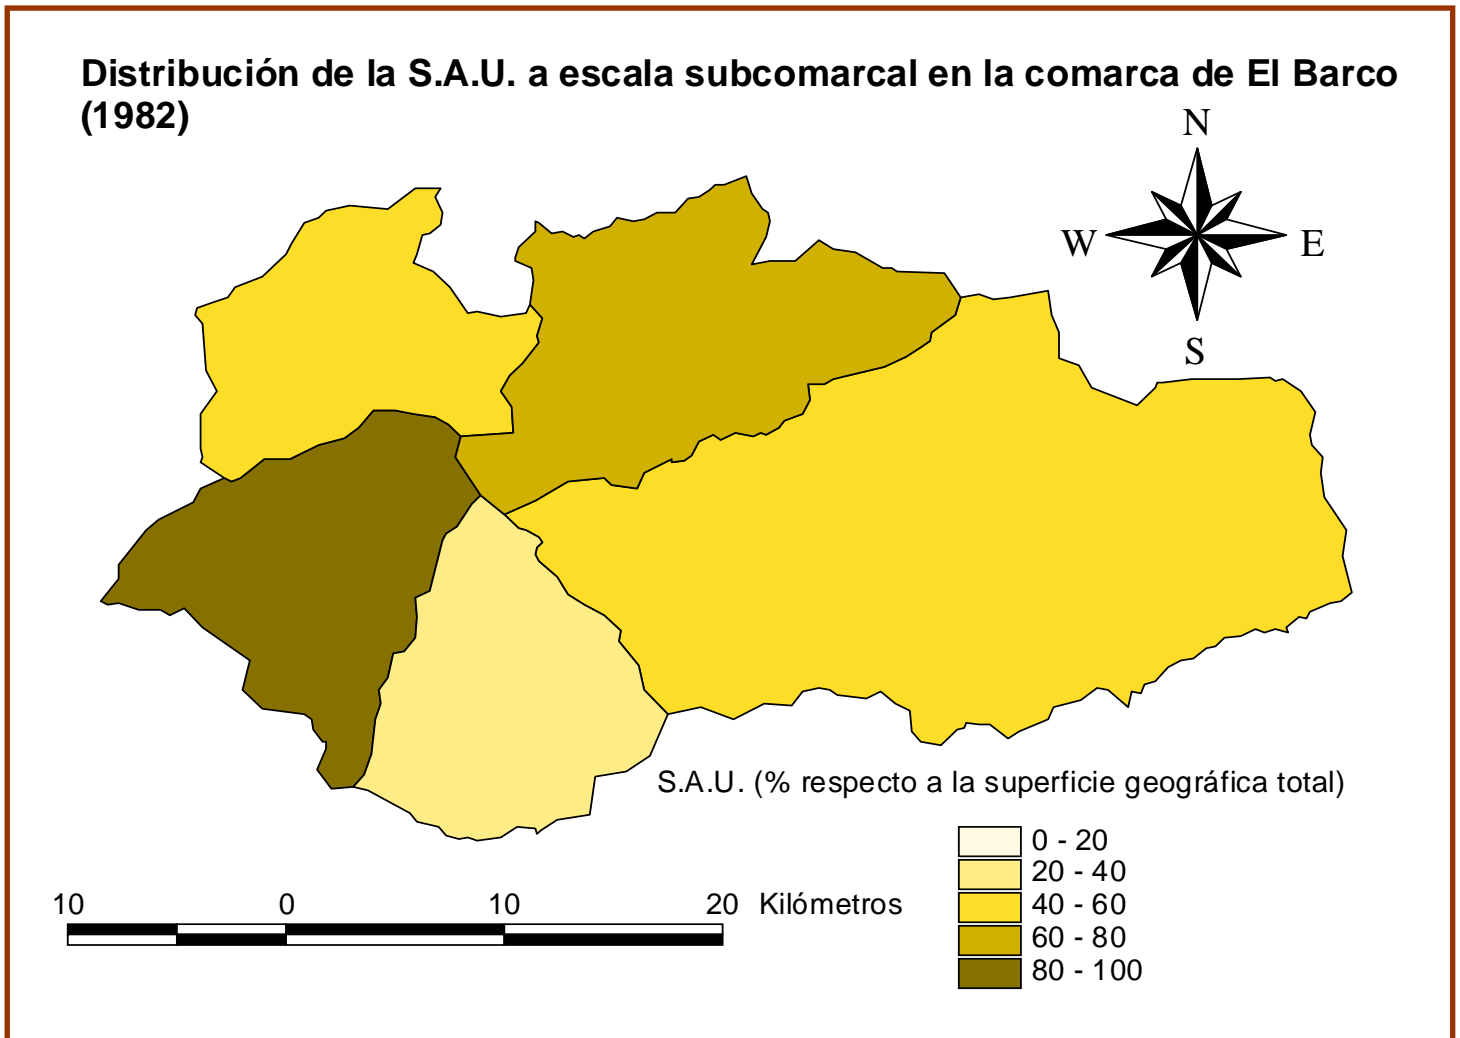 Distribución de la S.A.U. a escala subcomarcal en la comarca de El Barco
(1982)
N
W
E
S
S.A.U. (% respecto a la superficie geográfica total)
0 - 20
20 - 40
40 - 60
60 - 80
80 - 100
10 0 10 20 Kilómetros